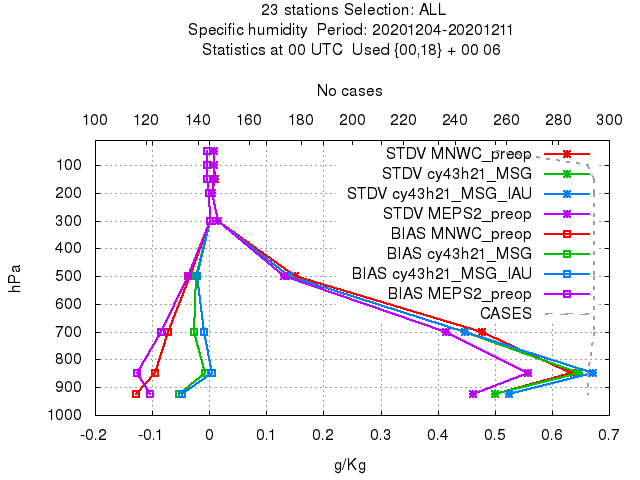 23 stations Selection: ALL
Specific humidity  Period: 20201204-20201211
Statistics at 00 UTC  Used {00,18} + 00 06
No cases
100 120 140 160 180 200 220 240 260 280 300
STDV MNWC_preop
STDV cy43h21_MSG
STDV cy43h21_MSG_IAU
STDV MEPS2_preop
BIAS MNWC_preop
BIAS cy43h21_MSG
BIAS cy43h21_MSG_IAU
BIAS MEPS2_preop
CASES
hPa
100
200
300
400
500
600
700
800
900
1000
-0.2 -0.1 0 0.1 0.2 0.3 0.4 0.5 0.6 0.7
g/Kg